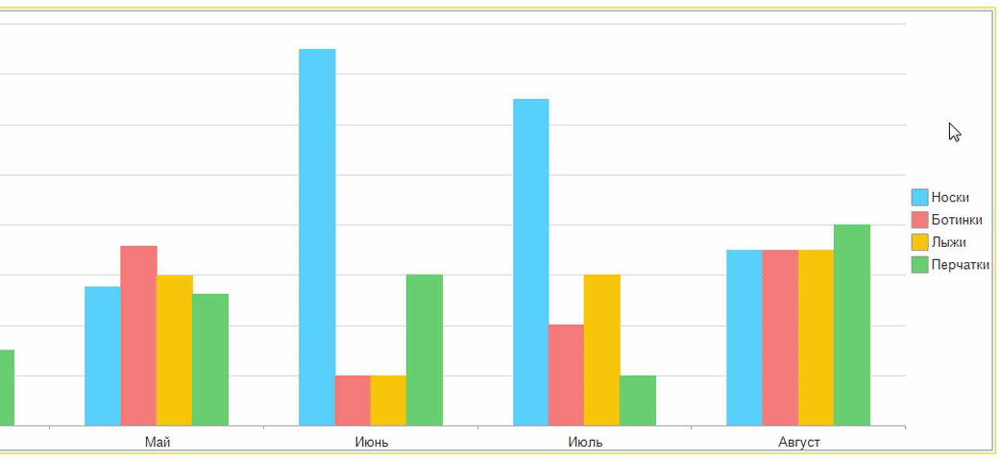 Носки
Ботинки
Лыжи
Перчатки
Май Июнь Июль Август